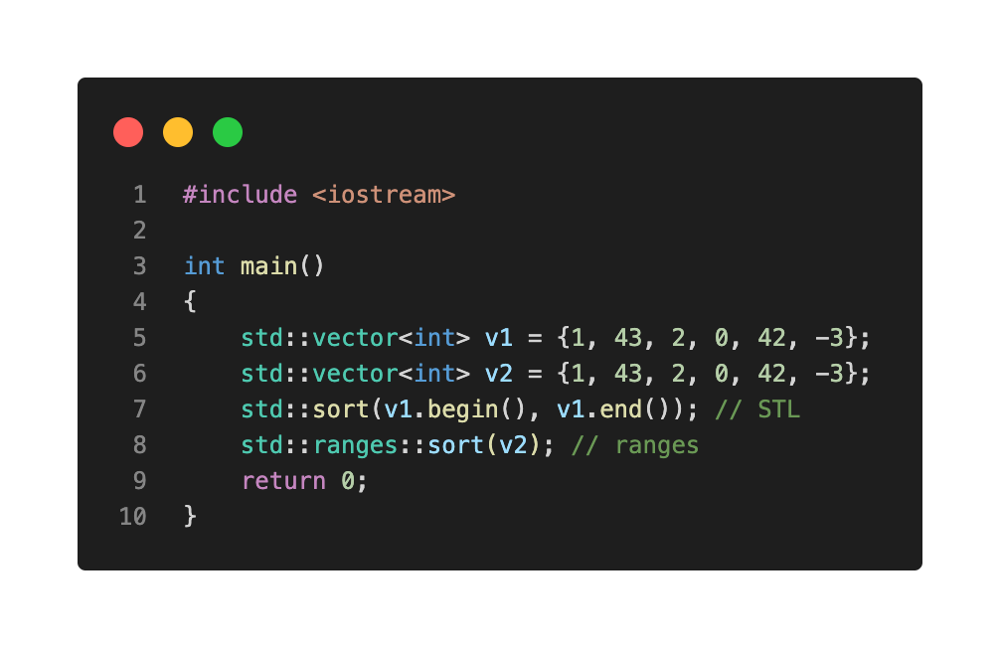 1 #include <iostream>
2
3 int main()
4 {
5     std::vector<int> v1 = {1, 43, 2, 0, 42, -3};
6     std::vector<int> v2 = {1, 43, 2, 0, 42, -3};
7     std::sort(v1.begin(), v1.end()); // STL
8     std::ranges::sort(v2); // ranges
9     return 0;
10 }